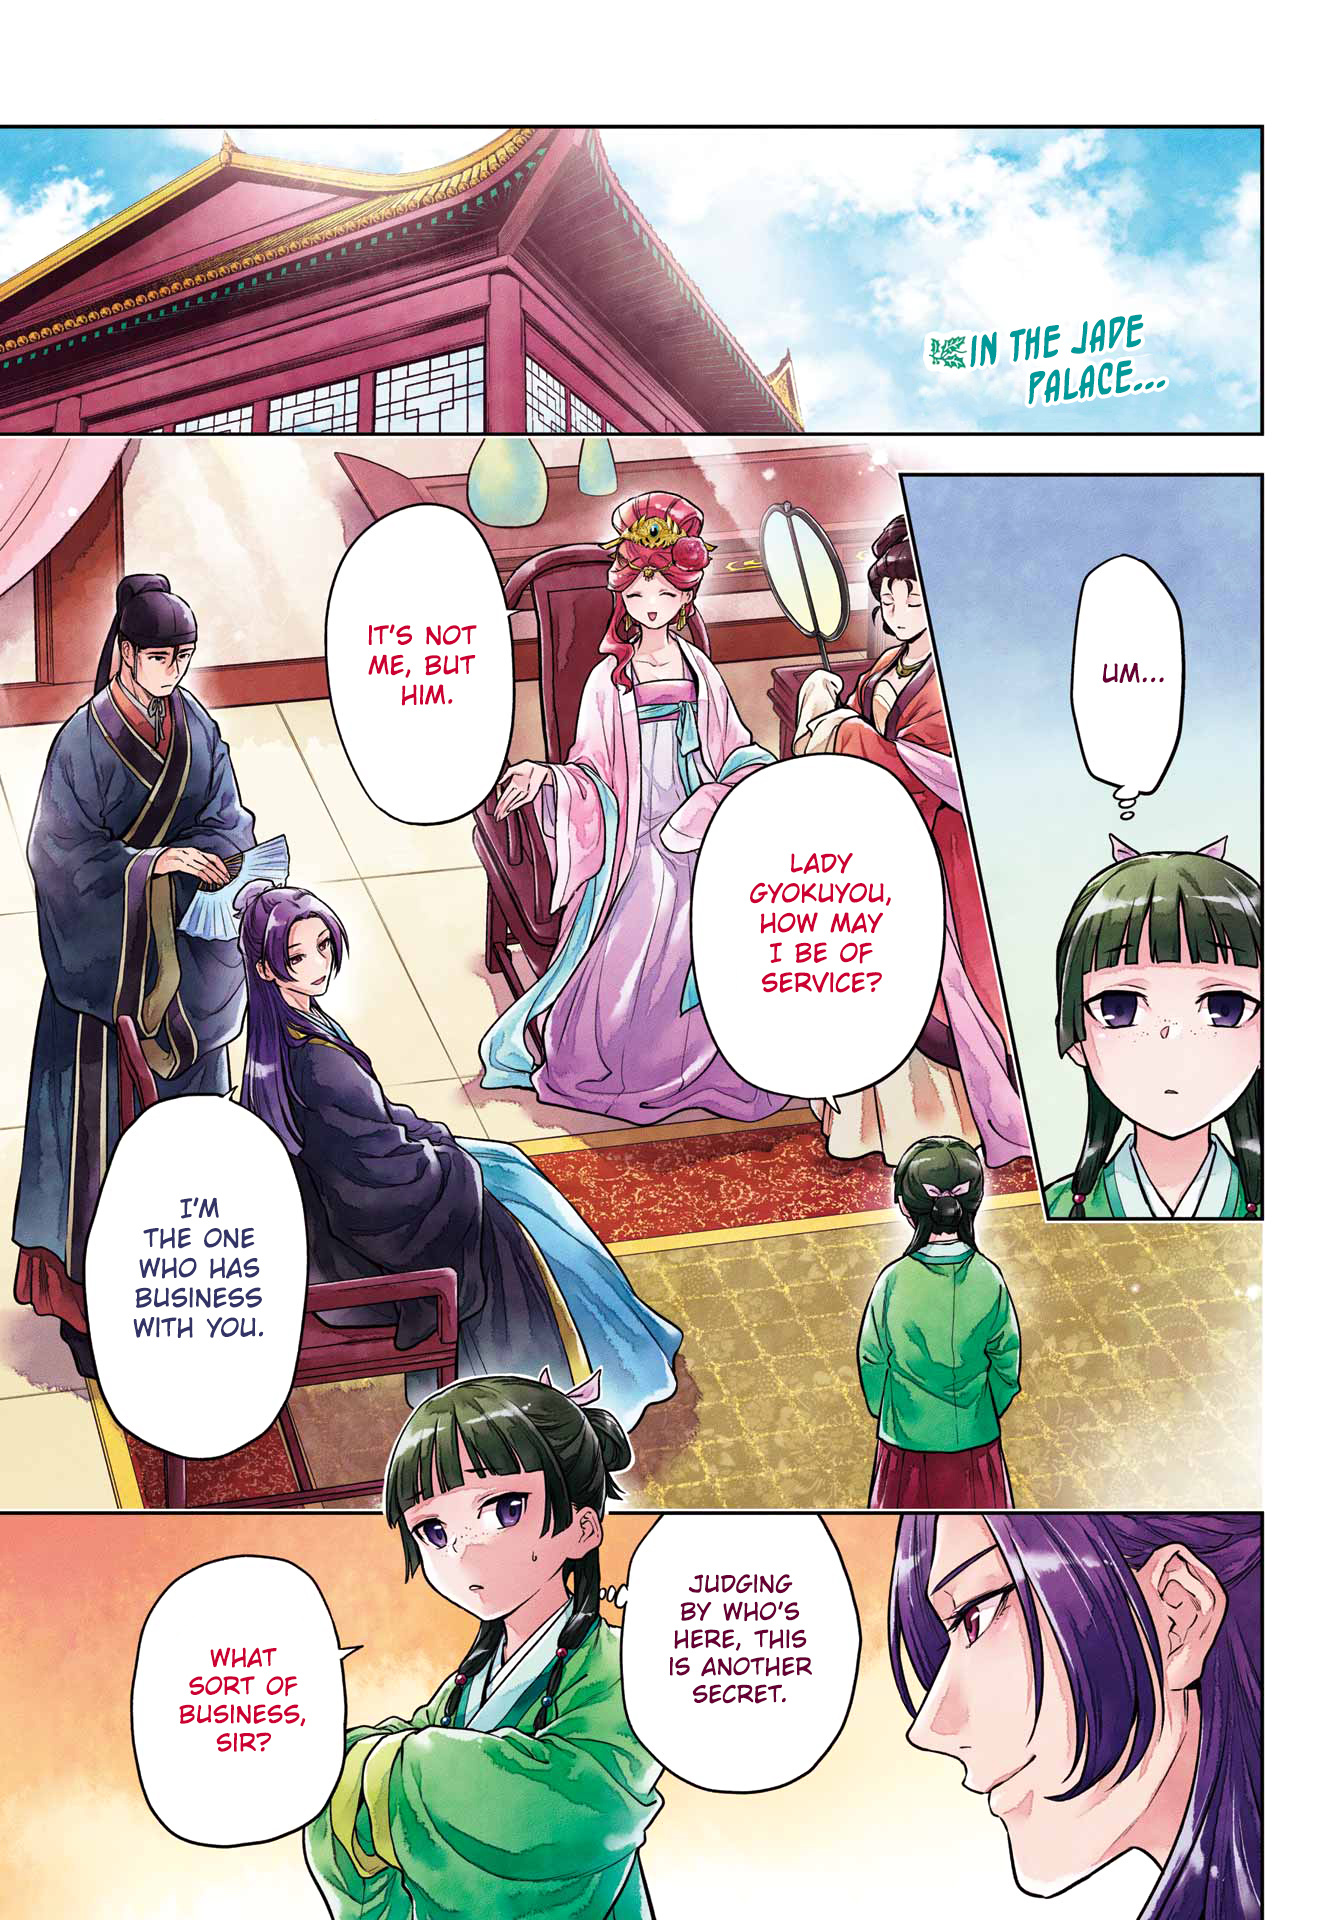 IN THE JADE
PALACE...
UM...
LADY
GYOKUYOU,
HOW MAY
I BE OF
SERVICE?
IT'S NOT
ME, BUT
HIM.
I'M
THE ONE
WHO HAS
BUSINESS
WITH YOU.
JUDGING
BY WHO'S
HERE, THIS
IS ANOTHER
SECRET.
WHAT
SORT OF
BUSINESS,
SIR?